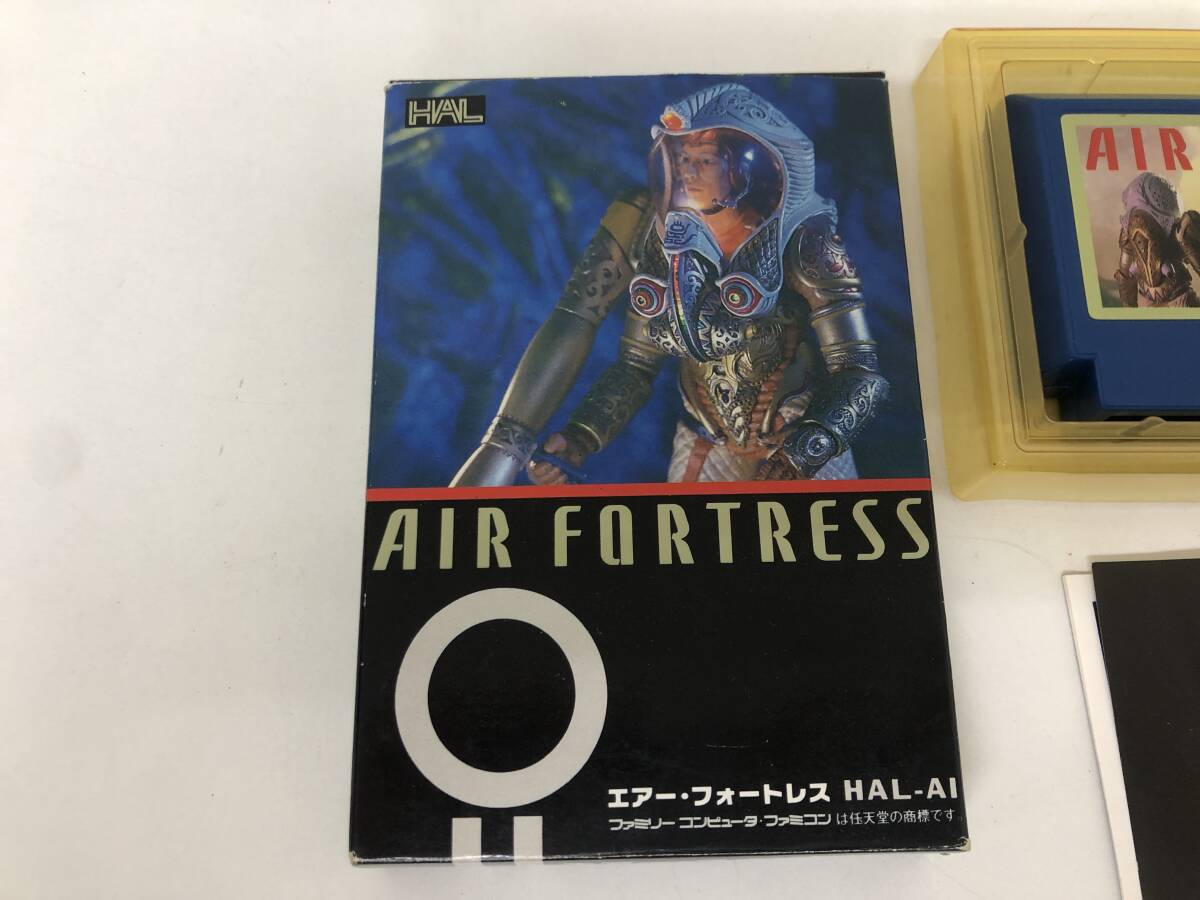 HAL
AIR FORTRESS
エアー・フォートレス HAL-AI
ファミリー コンピュータ・ファミコン は任天堂の商標です。
AIR